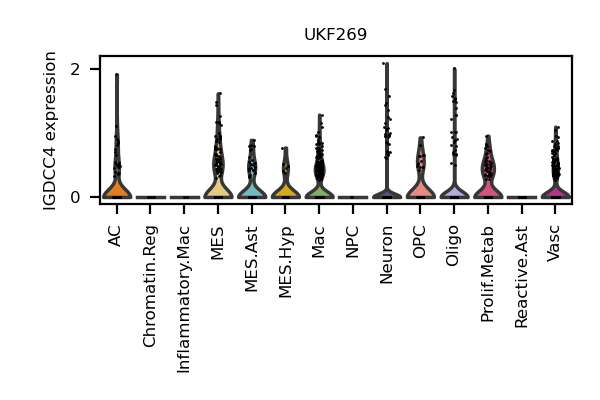 UKF269
IGDCC4 expression
2
0
AC
Chromatin.Reg
Inflammatory.Mac
MES
MES.Ast
MES.Hyp
Mac
NPC
Neuron
OPC
Oligo
Prolif.Metab
Reactive.Ast
Vasc